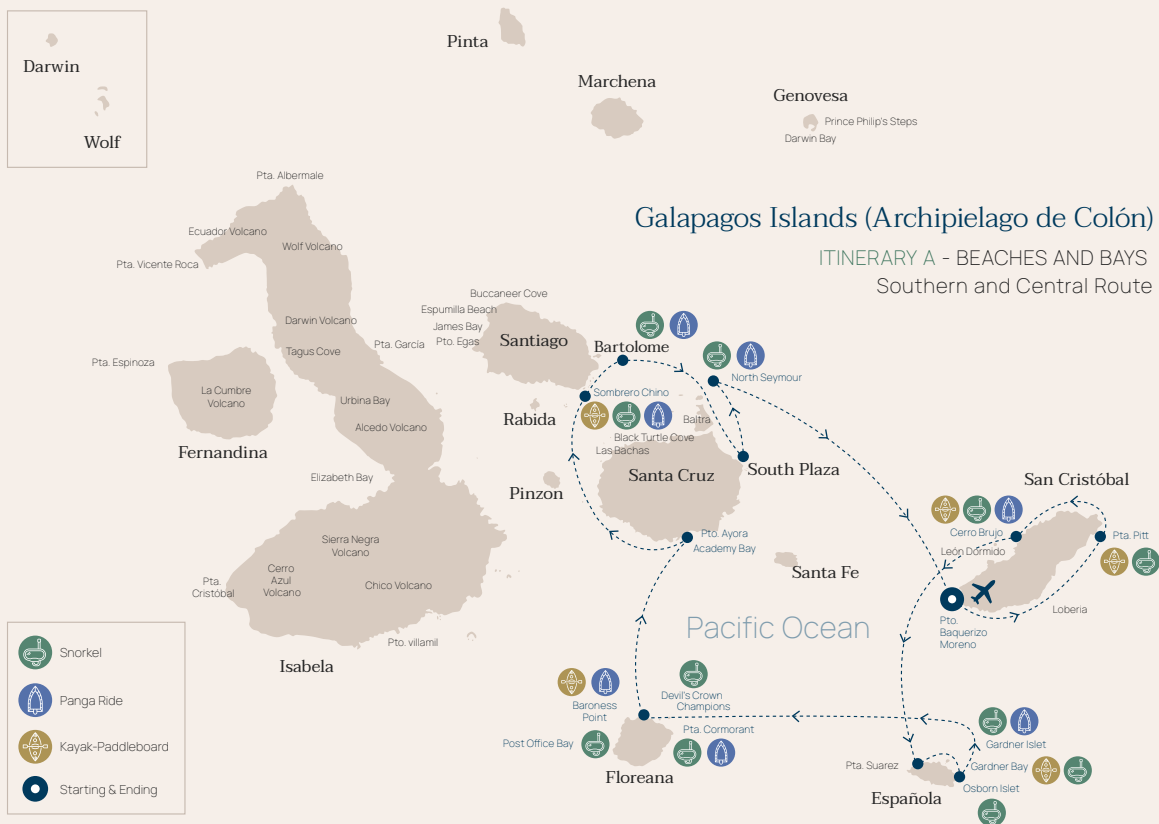 Darwin
Wolf
Pinta
Marchena
Genovesa
Prince Philip's Steps
Darwin Bay
Galapagos Islands (Archipielago de Colón)
ITINERARY A - BEACHES AND BAYS
Southern and Central Route
Pta. Albermale
Ecuador Volcano
Wolf Volcano
Pta. Vicente Roca
Darwin Volcano
Tagus Cove
Pta. García
Pta. Espinoza
La Cumbre
Volcano
Fernandina
Urbina Bay
Alcedo Volcano
Elizabeth Bay
Sierra Negra
Volcano
Cerro
Azul
Volcano
Chico Volcano
Pta.
Cristóbal
Pto. villamil
Isabela
Buccaneer Cove
Espumilla Beach
James Bay
Pto. Egas
Santiago
Bartolome
North Seymour
Sombrero Chino
Rabida
Baltra
Black Turtle Cove
Las Bachas
Santa Cruz
South Plaza
Pinzon
Pto. Ayora
Academy Bay
Santa Fe
San Cristóbal
Cerro Brujo
León Dormido
Pta. Pitt
Loberia
Pto.
Baquerizo
Moreno
Pacific Ocean
Devil's Crown
Champions
Baroness
Point
Pta. Cormorant
Post Office Bay
Floreana
Gardner Islet
Pta. Suarez
Gardner Bay
Osborn Islet
Española
Snorkel
Panga Ride
Kayak-Paddleboard
Starting & Ending